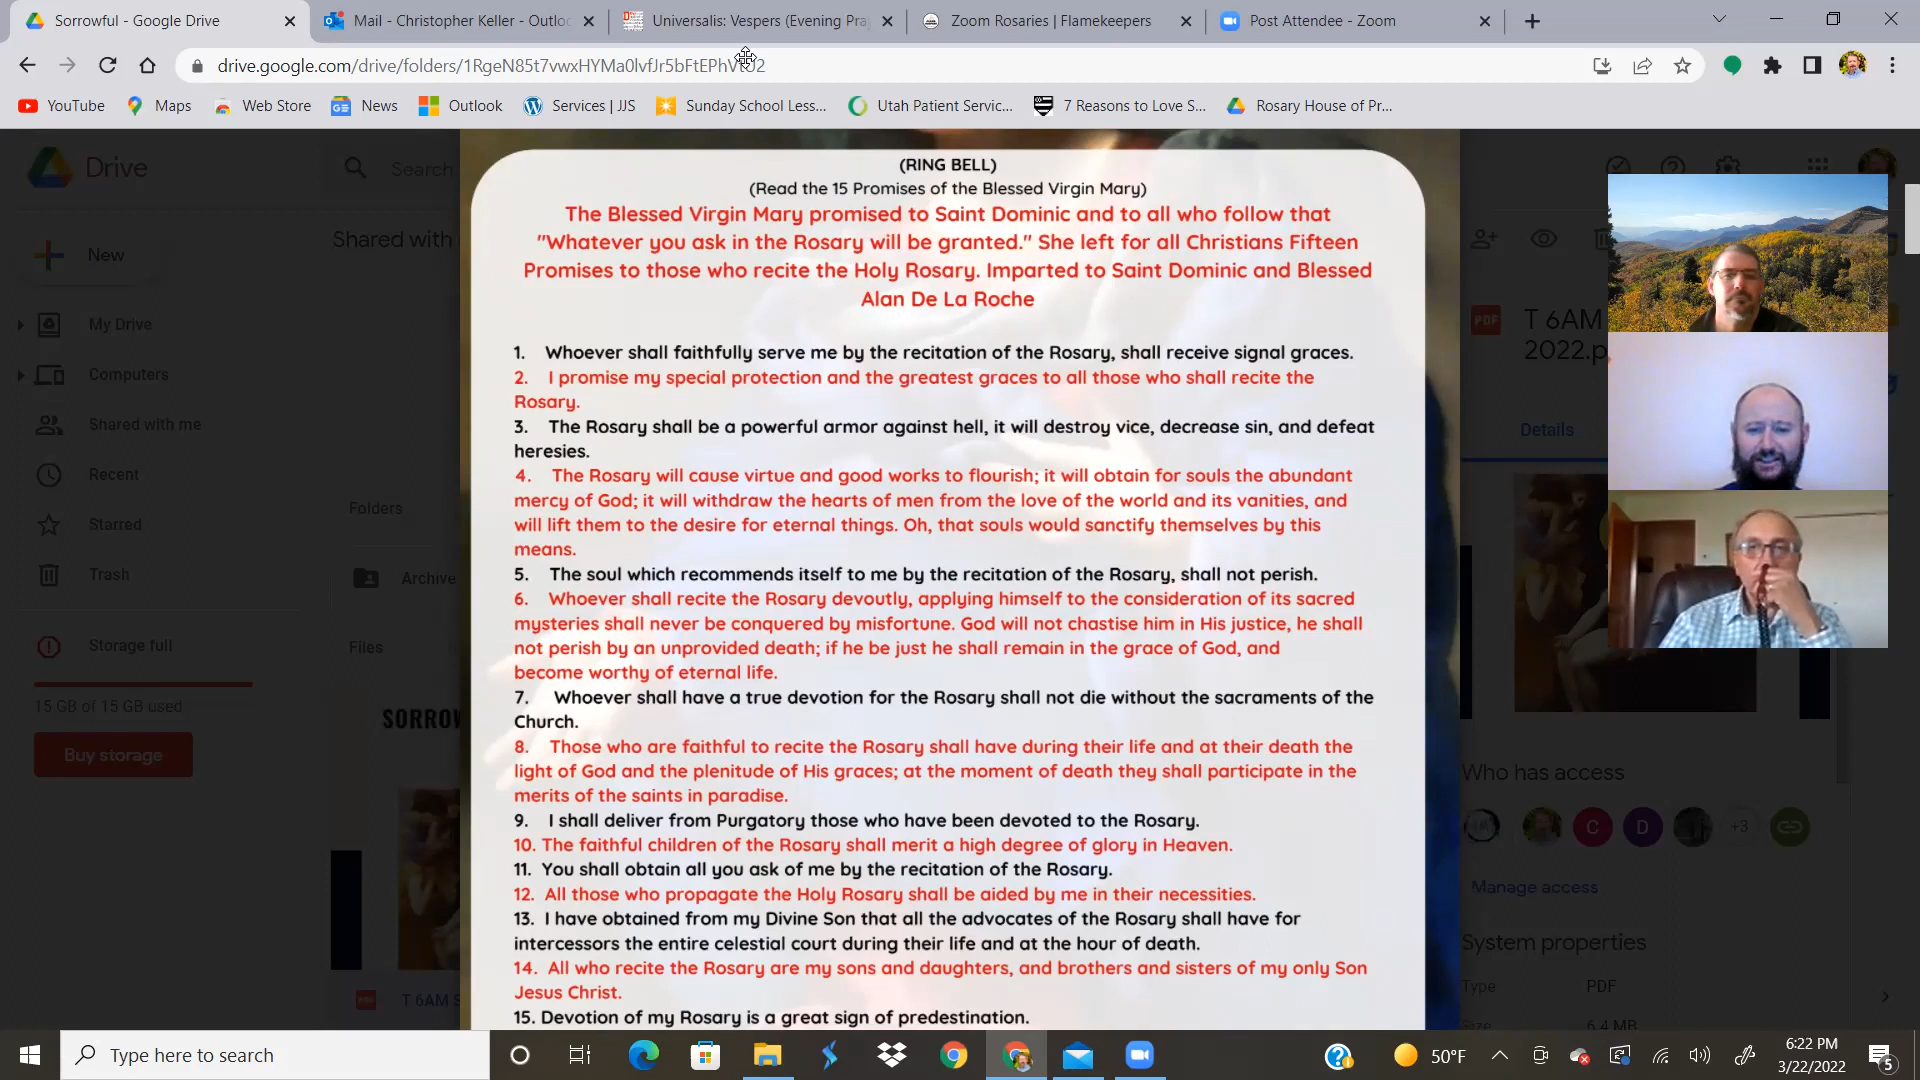 Sorrowful - Google Drive
Mail - Christopher Keller - Outloo
Universalis: Vespers (Evening Pra
Zoom Rosaries | Flamekeepers
Post Attendee - Zoom
YouTube
Maps
Web Store
News
Outlook
Services | JJS
Sunday School Less...
Utah Patient Servic...
7 Reasons to Love S...
Rosary House of Pr...
Drive
Search
New
My Drive
Computers
Shared with me
Recent
Starred
Trash
Storage full
15 GB of 15 GB used
Buy storage
Shared with
Folders
Archive
Files
SORROW
T 6AM S
(RING BELL)
(Read the 15 Promises of the Blessed Virgin Mary)
The Blessed Virgin Mary promised to Saint Dominic and to all who follow that
"Whatever you ask in the Rosary will be granted." She left for all Christians Fifteen
Promises to those who recite the Holy Rosary. Imparted to Saint Dominic and Blessed
Alan De La Roche
1. Whoever shall faithfully serve me by the recitation of the Rosary, shall receive signal graces.
2. I promise my special protection and the greatest graces to all those who shall recite the
Rosary.
3. The Rosary shall be a powerful armor against hell, it will destroy vice, decrease sin, and defeat
heresies.
4. The Rosary will cause virtue and good works to flourish; it will obtain for souls the abundant
mercy of God; it will withdraw the hearts of men from the love of the world and its vanities, and
will lift them to the desire for eternal things. Oh, that souls would sanctify themselves by this
means.
5. The soul which recommends itself to me by the recitation of the Rosary, shall not perish.
6. Whoever shall recite the Rosary devoutly, applying himself to the consideration of its sacred
mysteries shall never be conquered by misfortune. God will not chastise him in His justice, he shall
not perish by an unprovided death; if he be just he shall remain in the grace of God, and
become worthy of eternal life.
7. Whoever shall have a true devotion for the Rosary shall not die without the sacraments of the
Church.
8. Those who are faithful to recite the Rosary shall have during their life and at their death the
light of God and the plenitude of His graces; at the moment of death they shall participate in the
merits of the saints in paradise.
9. I shall deliver from Purgatory those who have been devoted to the Rosary.
10. The faithful children of the Rosary shall merit a high degree of glory in Heaven.
11. You shall obtain all you ask of me by the recitation of the Rosary.
12. All those who propagate the Holy Rosary shall be aided by me in their necessities.
13. I have obtained from my Divine Son that all the advocates of the Rosary shall have for
intercessors the entire celestial court during their life and at the hour of death.
14. All who recite the Rosary are my sons and daughters, and brothers and sisters of my only Son
Jesus Christ.
15. Devotion of my Rosary is a great sign of predestination.
PDF
T 6AM
2022.p
Details
Who has access
C
D
+3
Manage access
System properties
Type PDF
Size 6.4 MB
Type here to search
50°F
6:22 PM
3/22/2022
5